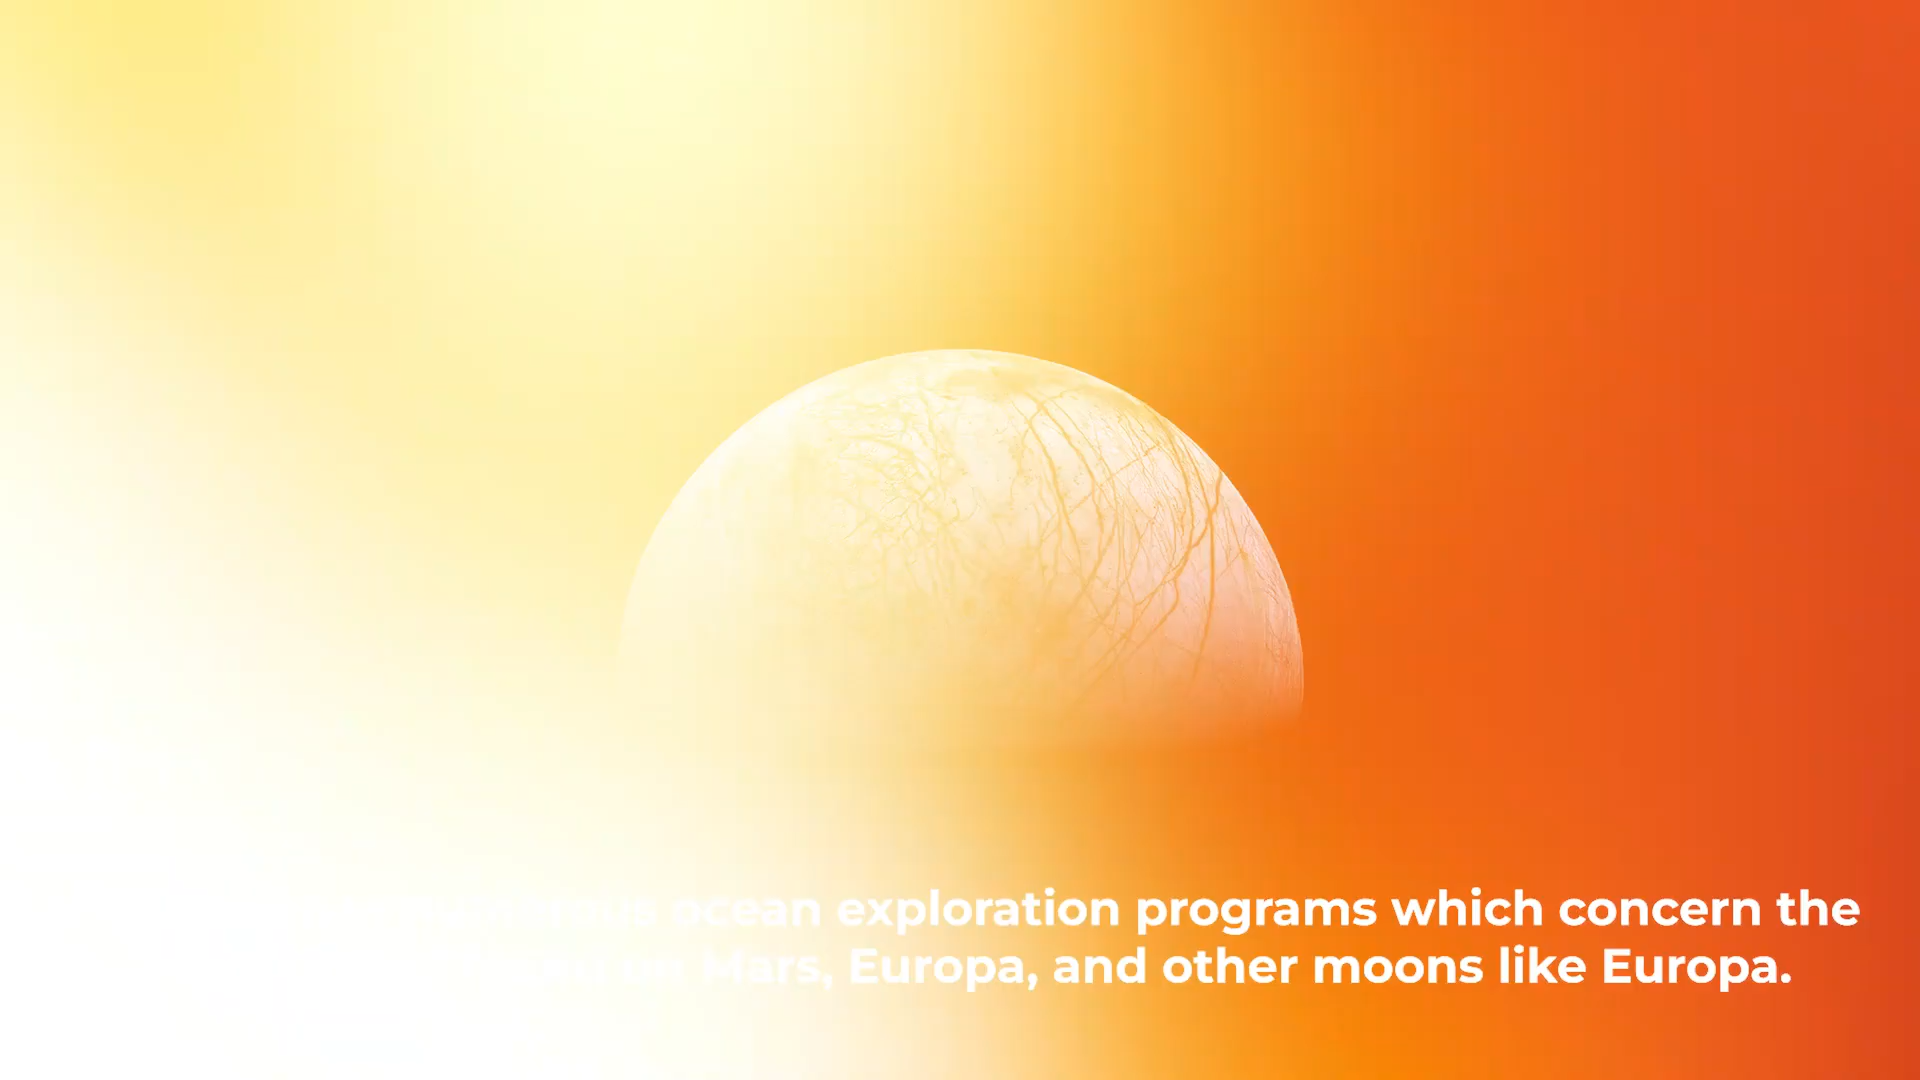 ocean exploration programs which concern the
Mars, Europa, and other moons like Europa.